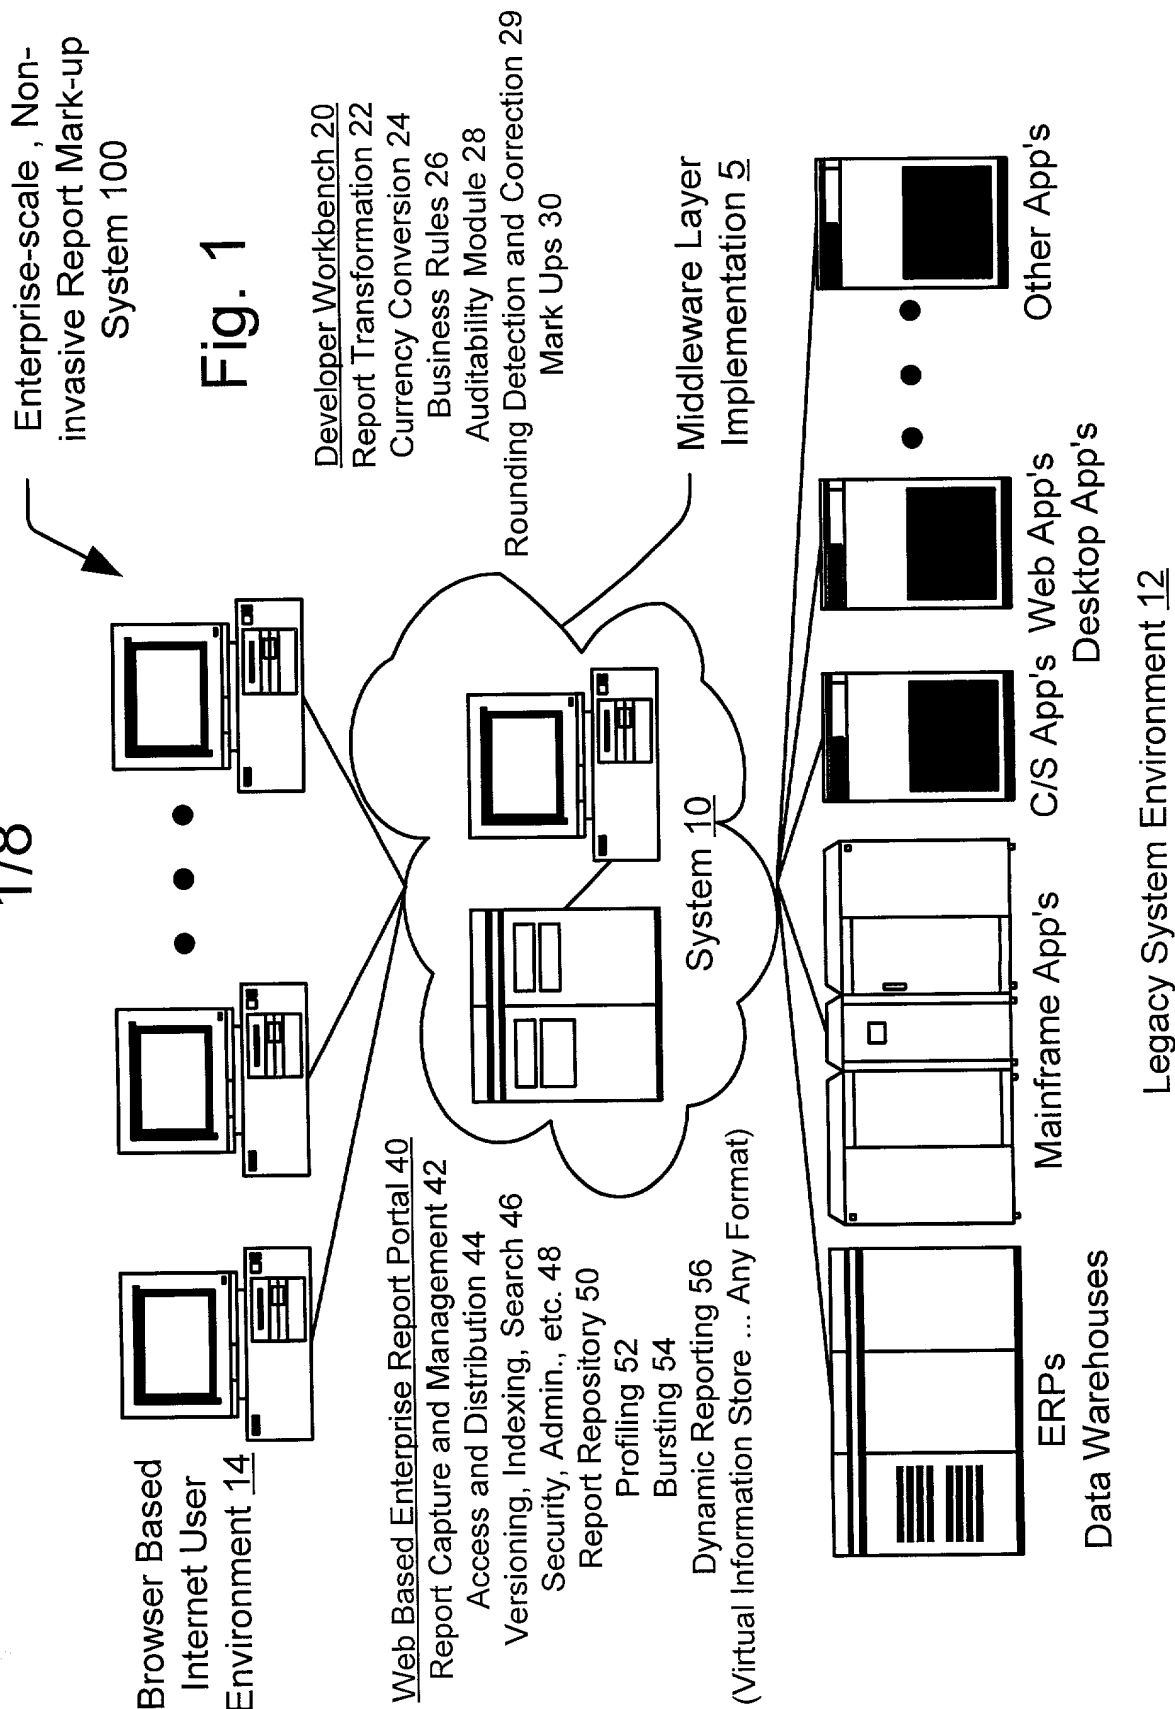 1/8
Enterprise-scale , Non-
invasive Report Mark-up
System 100
Fig. 1
Browser Based
Internet User
Environment 14
Developer Workbench 20
Report Transformation 22
Currency Conversion 24
Business Rules 26
Auditability Module 28
Rounding Detection and Correction 29
Mark Ups 30
Web Based Enterprise Report Portal 40
Report Capture and Management 42
Access and Distribution 44
Versioning, Indexing, Search 46
Security, Admin., etc. 48
Report Repository 50
Profiling 52
Bursting 54
Dynamic Reporting 56
(Virtual Information Store ... Any Format)
System 10
Middleware Layer
Implementation 5
ERPs
Data Warehouses
Mainframe App's
C/S App's
Web App's
Desktop App's
Other App's
Legacy System Environment 12